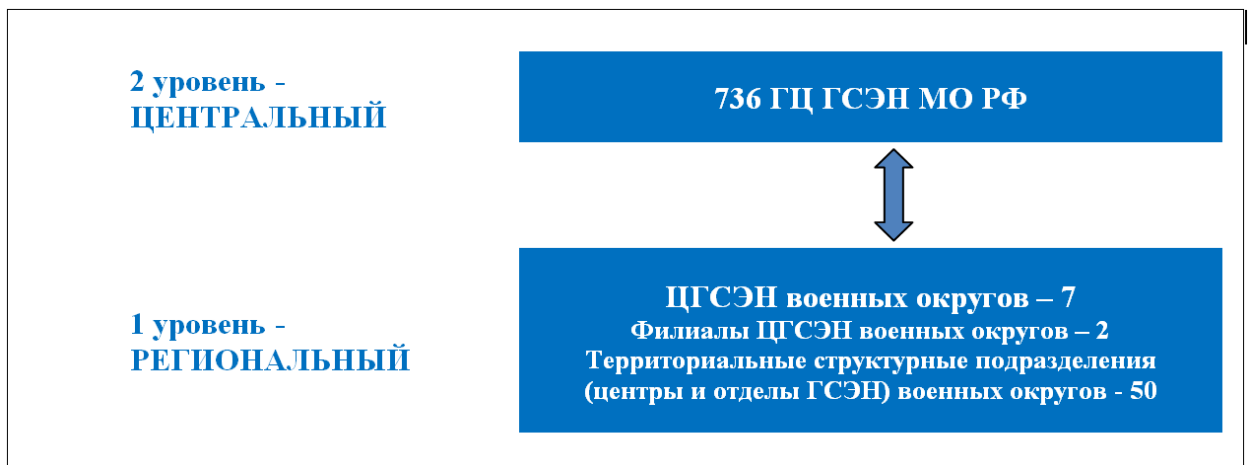 2 уровень -
ЦЕНТРАЛЬНЫЙ
736 ГЦ ГСЭН МО РФ
1 уровень -
РЕГИОНАЛЬНЫЙ
ЦГСЭН военных округов – 7
Филиалы ЦГСЭН военных округов – 2
Территориальные структурные подразделения
(центры и отделы ГСЭН) военных округов - 50